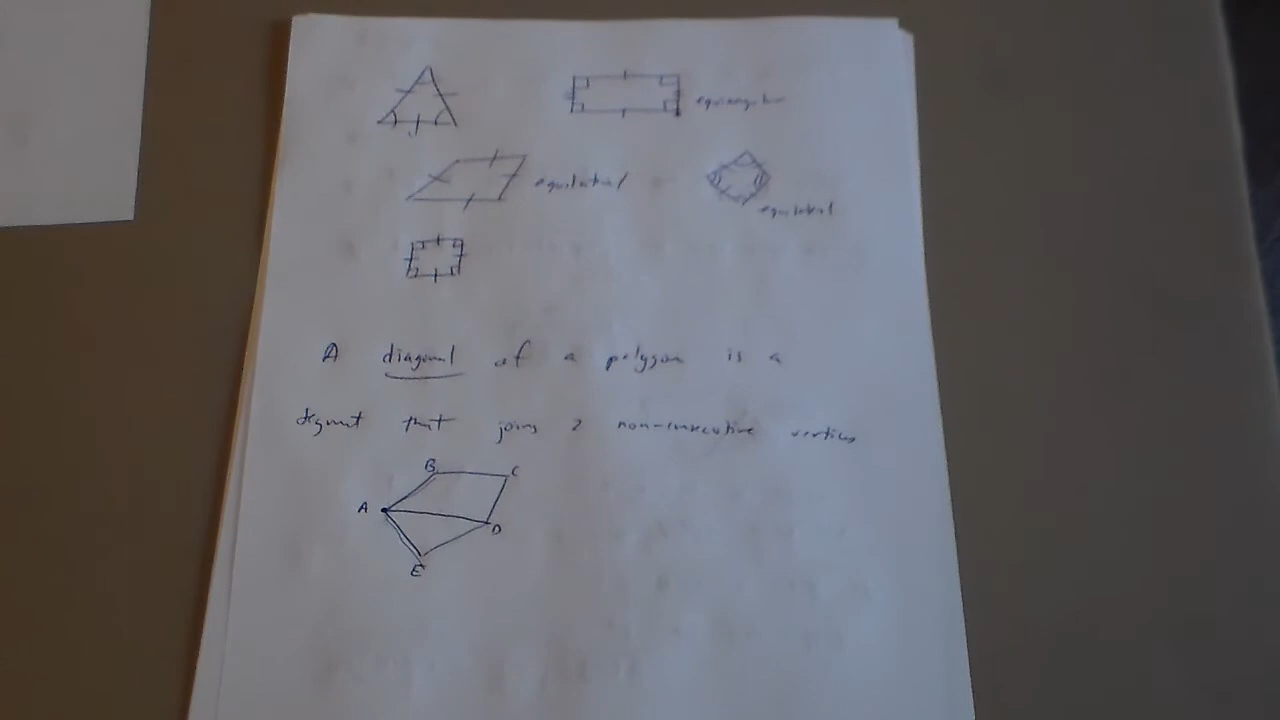 equiangular
equilateral
equilateral
A diagonal of a polygon is a
segment that joins 2 non-consecutive vertices
B
C
A
D
E